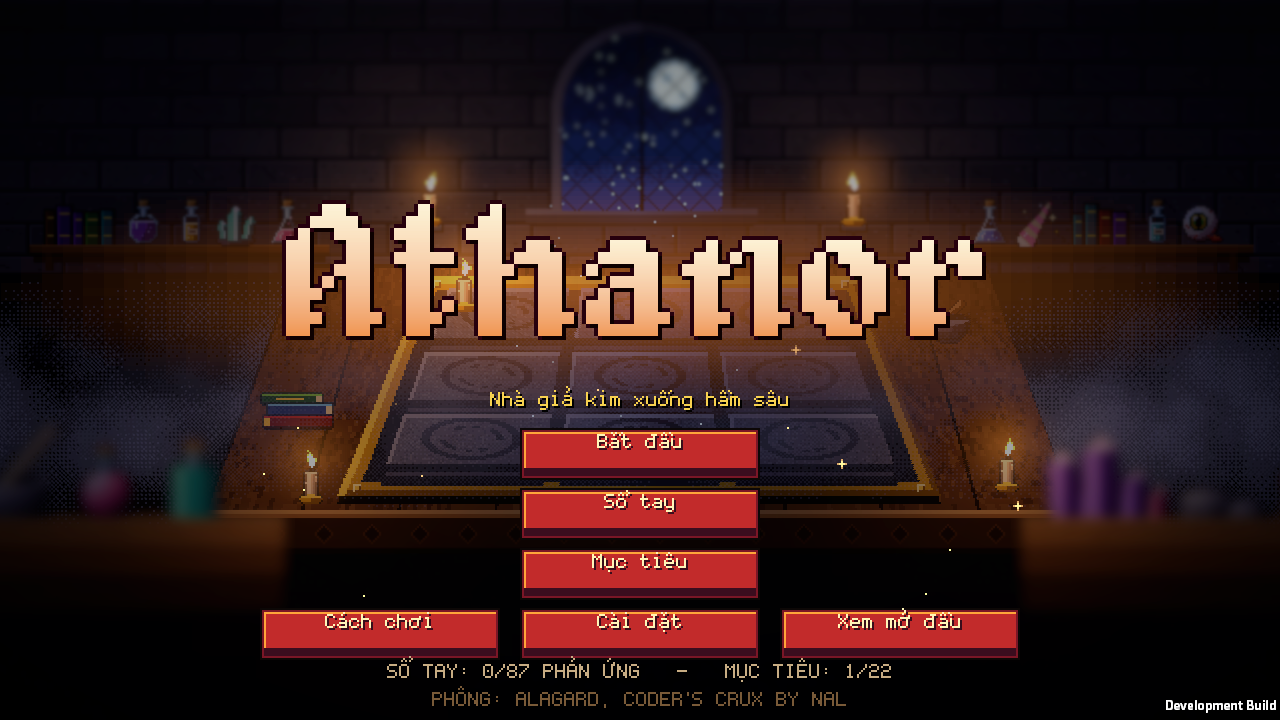 Athanor
Nhà giả kim xuống hầm sâu
Bắt đầu
Sổ tay
Mục tiêu
Cách chơi
Cài đặt
Xem mở đầu
SỔ TAY: 0/87 PHẢN ỨNG – MỤC TIÊU: 1/22
PHÔNG: ALAGARD, CODER'S CRUX BY NAL
Development Build